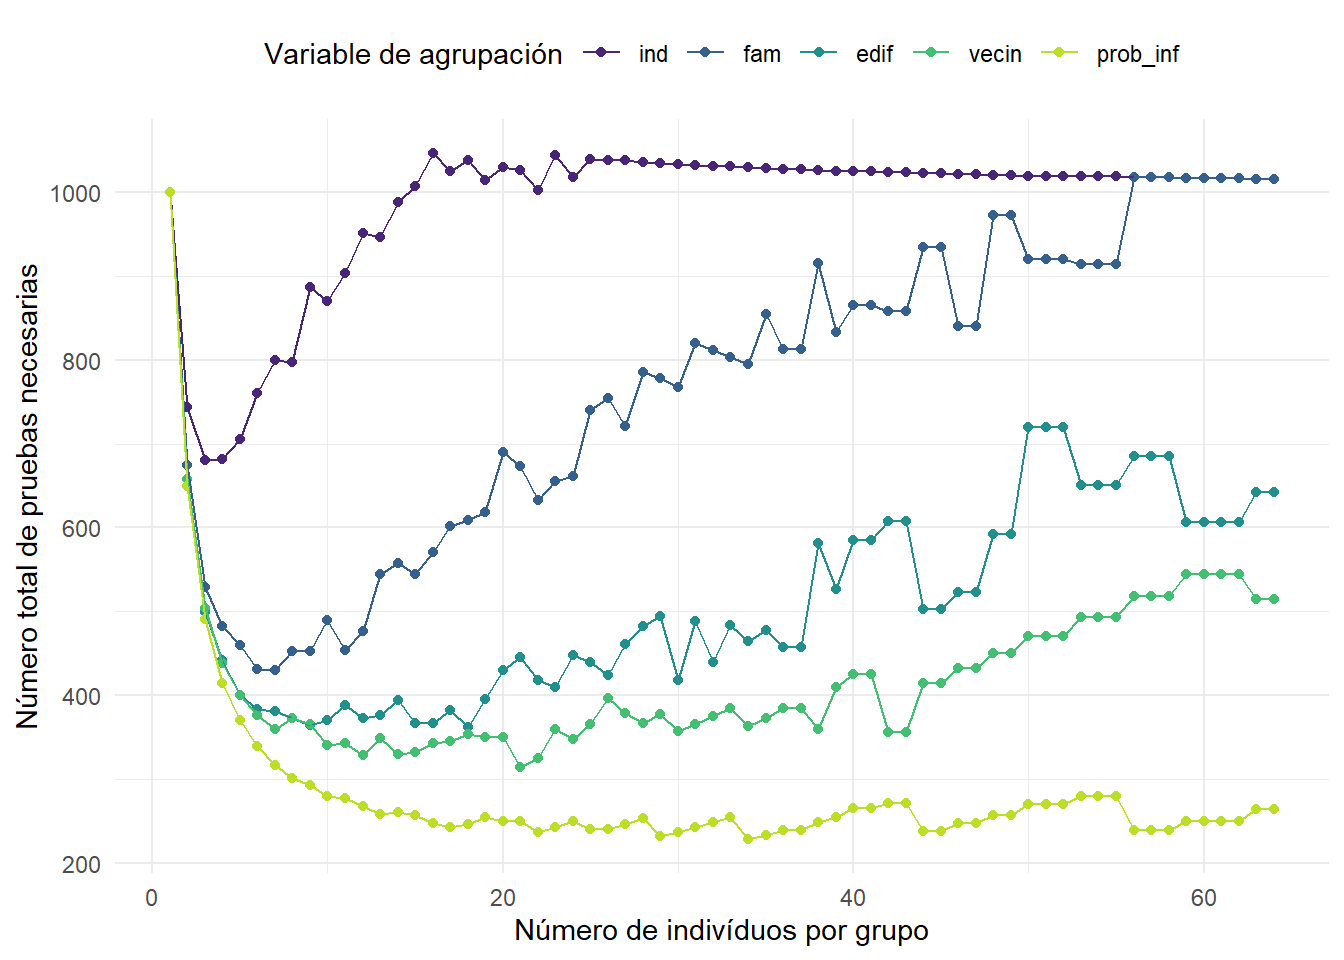 Variable de agrupación ind fam edif vecin prob_inf
Número total de pruebas necesarias
1000
800
600
400
200
0 20 40 60
Número de indivíduos por grupo